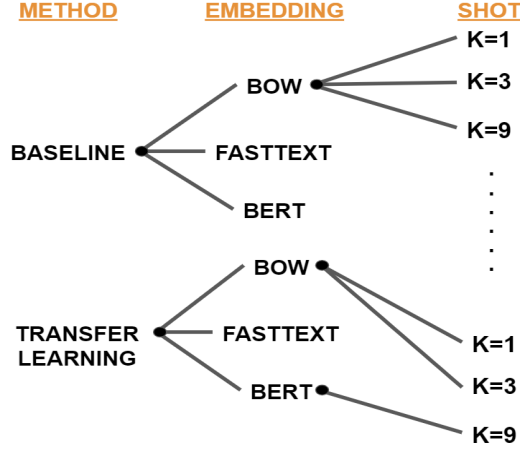 METHOD EMBEDDING SHOT
K=1
BOW K=3
K=9
BASELINE FASTTEXT
BERT
BOW
TRANSFER
LEARNING
FASTTEXT
K=1
BERT K=3
K=9